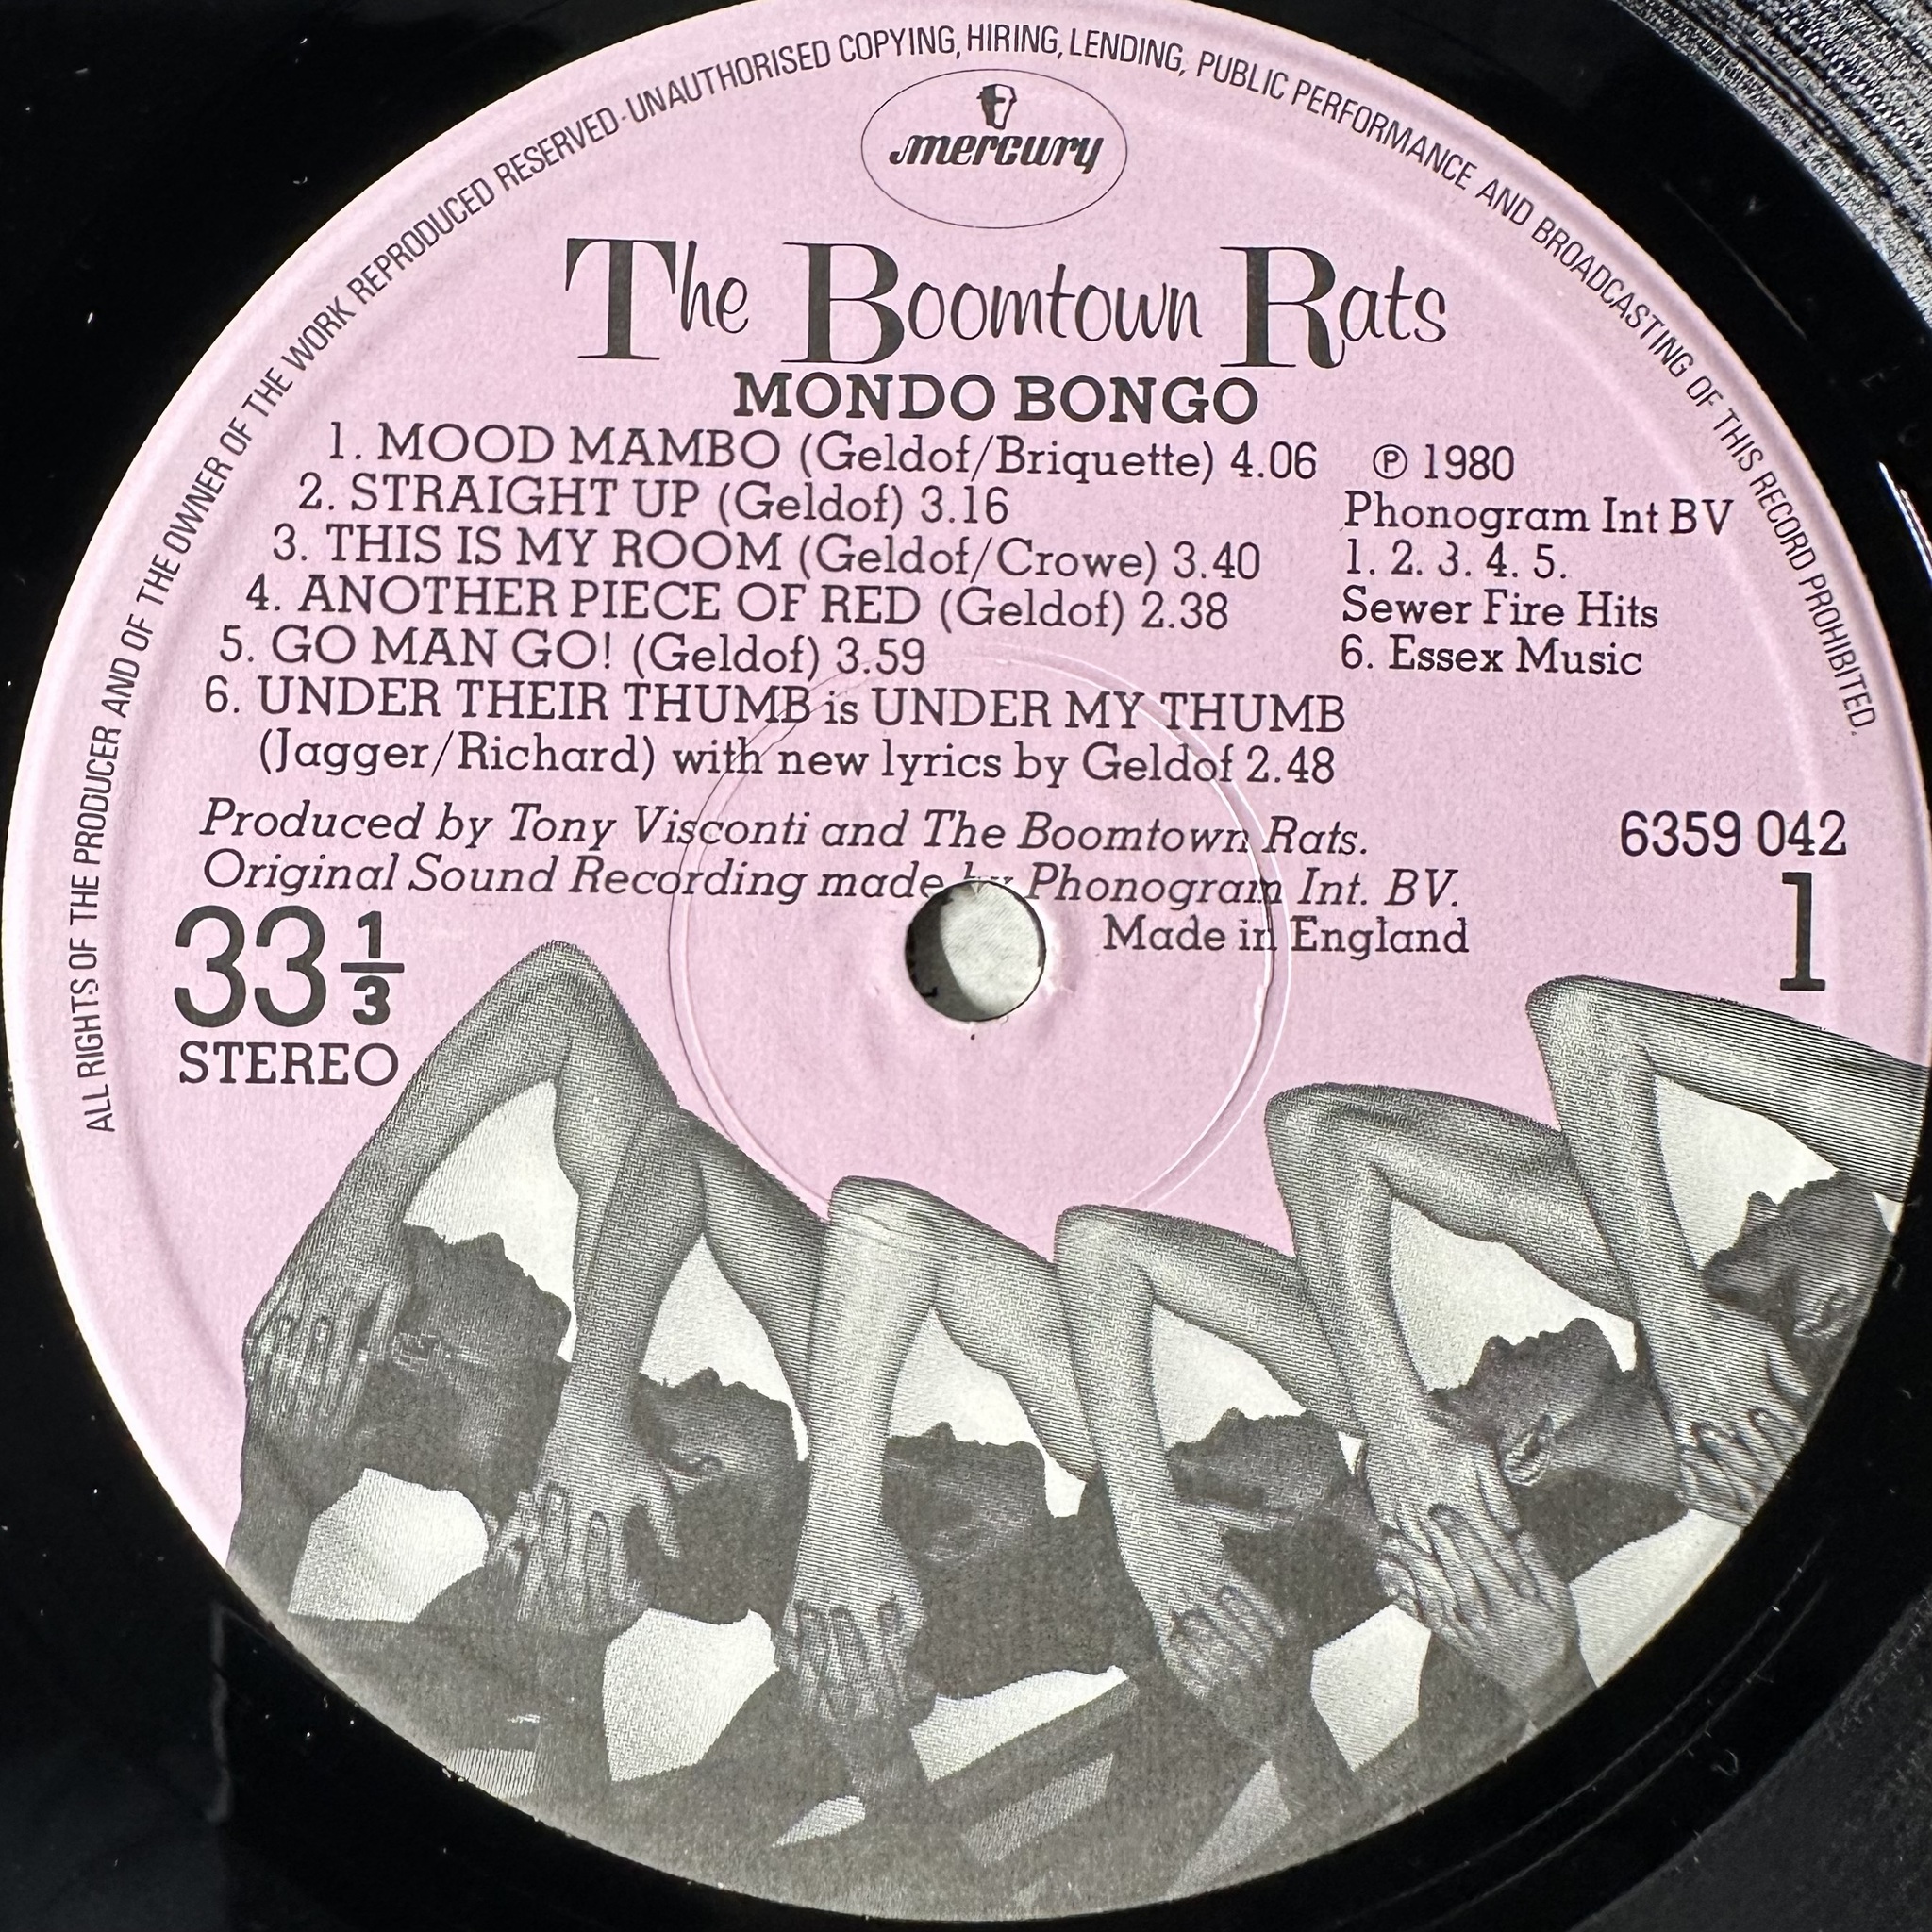 ALL RIGHTS OF THE PRODUCER AND OF THE OWNER OF THE WORK REPRODUCED RESERVED · UNAUTHORISED COPYING, HIRING, LENDING, PUBLIC PERFORMANCE AND BROADCASTING OF THIS RECORD PROHIBITED.
mercury
The Boomtown Rats
MONDO BONGO
1. MOOD MAMBO (Geldof/Briquette) 4.06
2. STRAIGHT UP (Geldof) 3.16
3. THIS IS MY ROOM (Geldof/Crowe) 3.40
4. ANOTHER PIECE OF RED (Geldof) 2.38
5. GO MAN GO! (Geldof) 3.59
6. UNDER THEIR THUMB is UNDER MY THUMB
(Jagger/Richard) with new lyrics by Geldof 2.48
℗ 1980
Phonogram Int BV
1. 2. 3. 4. 5.
Sewer Fire Hits
6. Essex Music
Produced by Tony Visconti and The Boomtown Rats.
Original Sound Recording made by Phonogram Int. BV.
Made in England
6359 042
1
33 1/3
STEREO